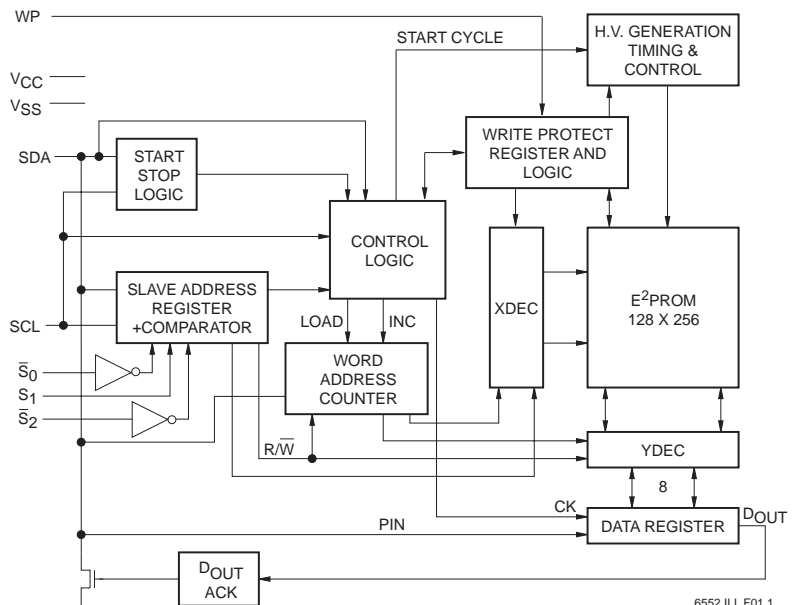 WP
START CYCLE
H.V. GENERATION
TIMING &
CONTROL
VCC
VSS
WRITE PROTECT
REGISTER AND
LOGIC
SDA
START
STOP
LOGIC
CONTROL
LOGIC
XDEC
E²PROM
128 X 256
SLAVE ADDRESS
REGISTER
+COMPARATOR
SCL
LOAD
INC
S̅0
S1
S̅2
WORD
ADDRESS
COUNTER
R/W̅
YDEC
8
CK
DATA REGISTER
DOUT
PIN
DOUT
ACK
6552 ILL F01.1